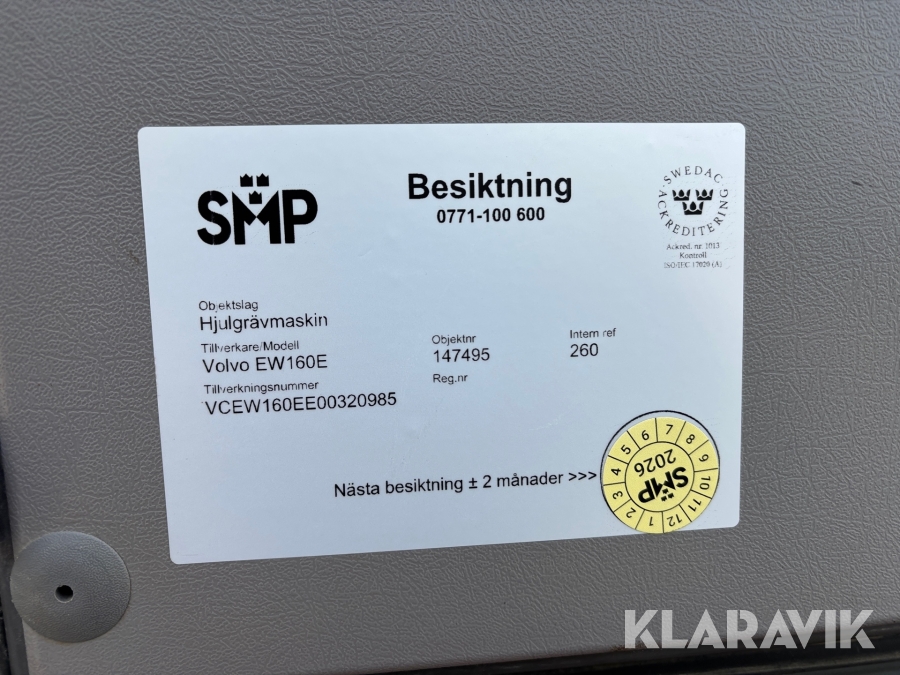 SMP
Besiktning
0771-100 600
SWEDAC
ACKREDITERING
Ackred. nr 1013
Kontroll
ISO/IEC 17020 (A)
Objektslag
Hjulgrävmaskin
Tillverkare/Modell
Volvo EW160E
Objektnr
147495
Intern ref
260
Tillverkningsnummer
VCEW160EE00320985
Reg.nr
Nästa besiktning ± 2 månader >>>
1 2 3 4 5 6 7 8 9 10 11 12
2026
SMP
KLARAVIK